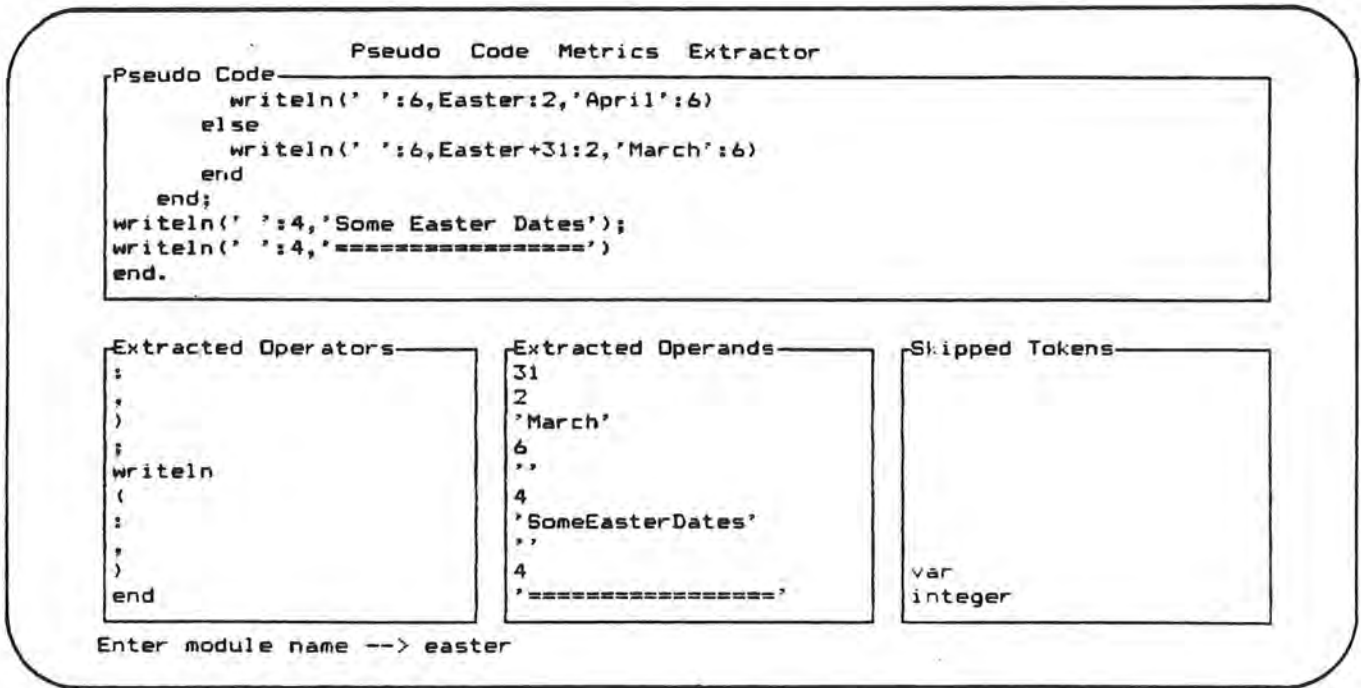 Pseudo Code Metrics Extractor
Pseudo Code
writeln(' ':6,Easter:2,'April':6)
else
writeln(' ':6,Easter+31:2,'March':6)
end
end;
writeln(' ':4,'Some Easter Dates');
writeln(' ':4,'=================')
end.
Extracted Operators
:
,
)
;
writeln
(
:
,
)
end
Extracted Operands
31
2
'March'
6
''
4
'SomeEasterDates'
''
4
'================='
Skipped Tokens
var
integer
Enter module name --> easter